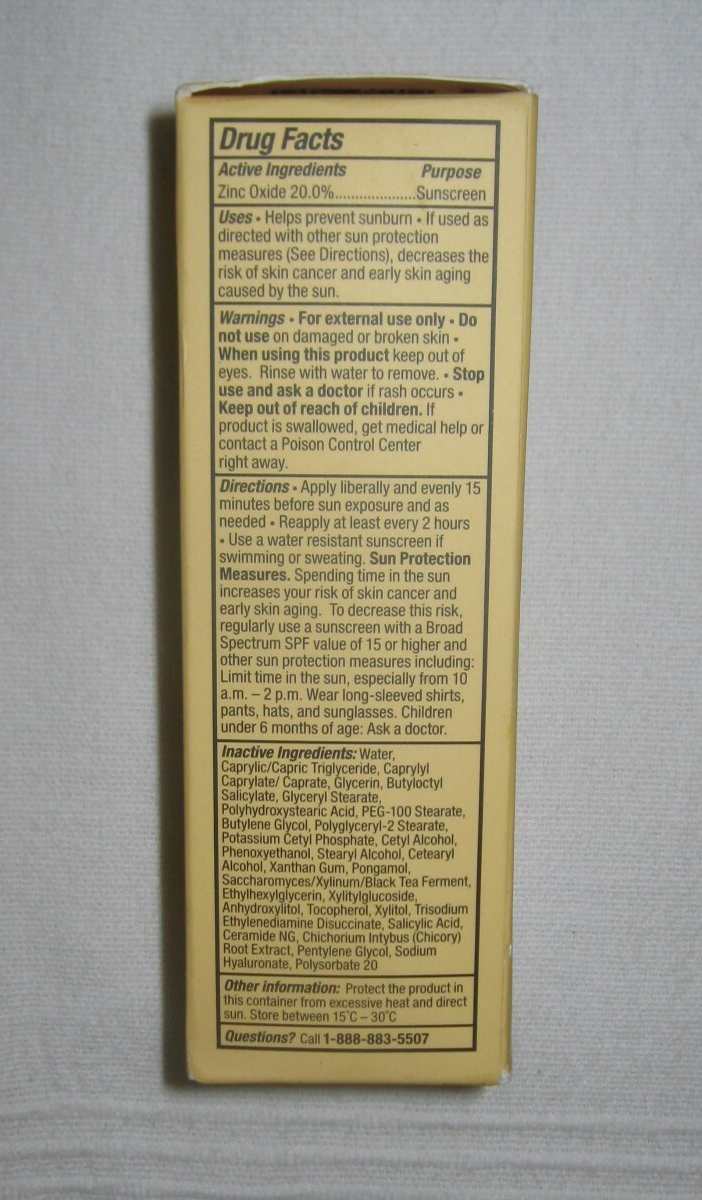 Drug Facts
Active Ingredients Purpose
Zinc Oxide 20.0%....................Sunscreen
Uses • Helps prevent sunburn • If used as
directed with other sun protection
measures (See Directions), decreases the
risk of skin cancer and early skin aging
caused by the sun.
Warnings • For external use only • Do
not use on damaged or broken skin •
When using this product keep out of
eyes. Rinse with water to remove. • Stop
use and ask a doctor if rash occurs •
Keep out of reach of children. If
product is swallowed, get medical help or
contact a Poison Control Center
right away.
Directions • Apply liberally and evenly 15
minutes before sun exposure and as
needed • Reapply at least every 2 hours
• Use a water resistant sunscreen if
swimming or sweating. Sun Protection
Measures. Spending time in the sun
increases your risk of skin cancer and
early skin aging. To decrease this risk,
regularly use a sunscreen with a Broad
Spectrum SPF value of 15 or higher and
other sun protection measures including:
Limit time in the sun, especially from 10
a.m. – 2 p.m. Wear long-sleeved shirts,
pants, hats, and sunglasses. Children
under 6 months of age: Ask a doctor.
Inactive Ingredients: Water,
Caprylic/Capric Triglyceride, Caprylyl
Caprylate/ Caprate, Glycerin, Butyloctyl
Salicylate, Glyceryl Stearate,
Polyhydroxystearic Acid, PEG-100 Stearate,
Butylene Glycol, Polyglyceryl-2 Stearate,
Potassium Cetyl Phosphate, Cetyl Alcohol,
Phenoxyethanol, Stearyl Alcohol, Cetearyl
Alcohol, Xanthan Gum, Pongamol,
Saccharomyces/Xylinum/Black Tea Ferment,
Ethylhexylglycerin, Xylitylglucoside,
Anhydroxylitol, Tocopherol, Xylitol, Trisodium
Ethylenediamine Disuccinate, Salicylic Acid,
Ceramide NG, Chichorium Intybus (Chicory)
Root Extract, Pentylene Glycol, Sodium
Hyaluronate, Polysorbate 20
Other information: Protect the product in
this container from excessive heat and direct
sun. Store between 15˚C – 30˚C
Questions? Call 1-888-883-5507